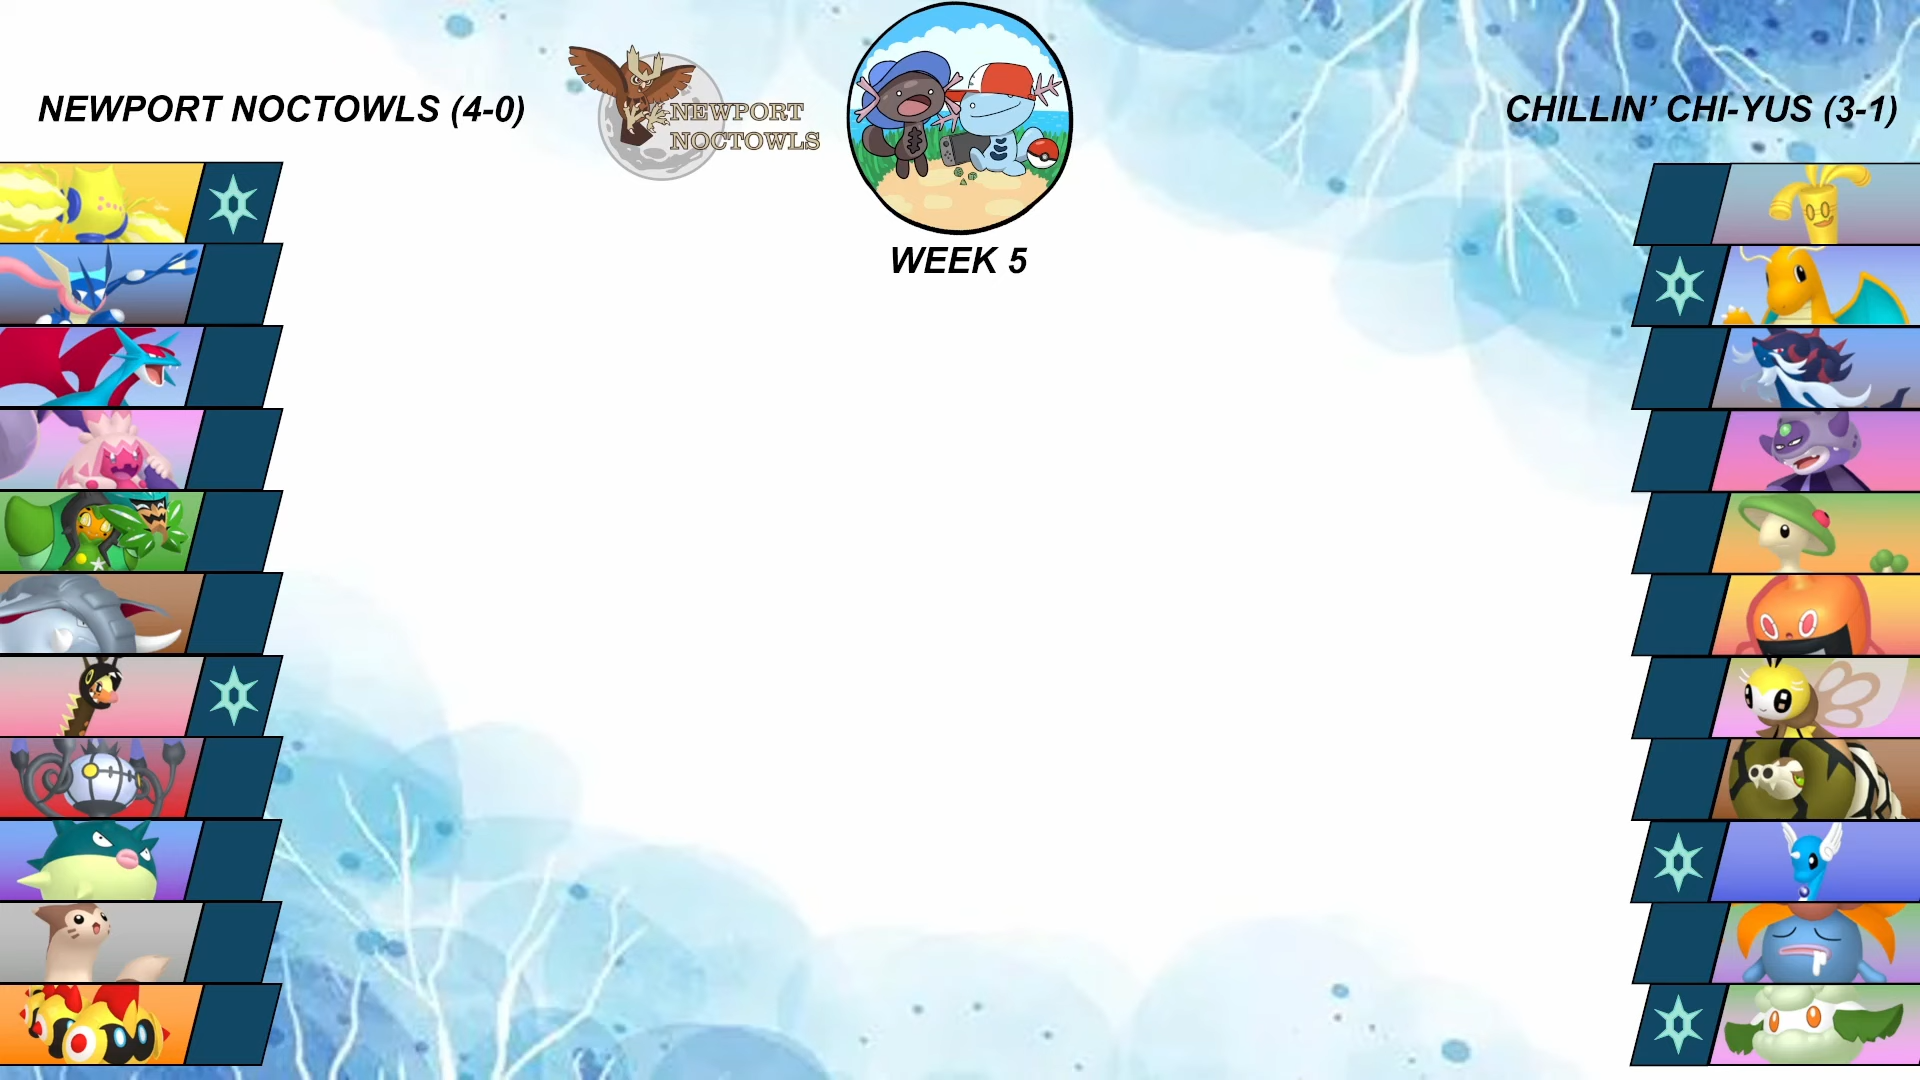 NEWPORT NOCTOWLS (4-0)
NEWPORT
NOCTOWLS
CHILLIN’ CHI-YUS (3-1)
WEEK 5